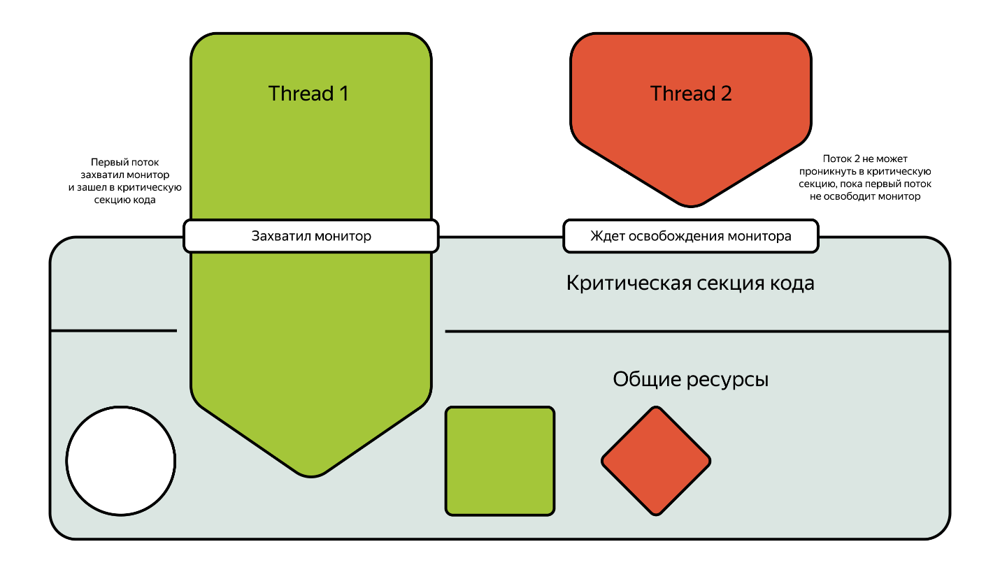 Thread 1
Thread 2
Первый поток
захватил монитор
и зашел в критическую
секцию кода
Поток 2 не может
проникнуть в критическую
секцию, пока первый поток
не освободит монитор
Захватил монитор
Ждет освобождения монитора
Критическая секция кода
Общие ресурсы